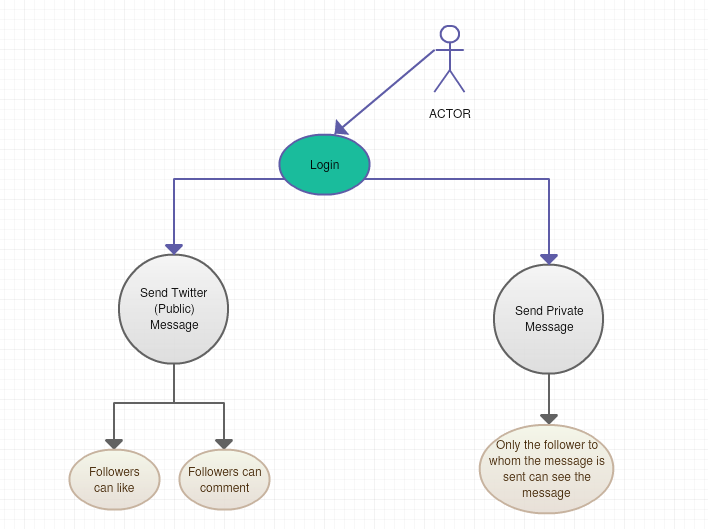 ACTOR
Login
Send Twitter
(Public)
Message
Send Private
Message
Followers
can like
Followers can
comment
Only the follower to
whom the message is
sent can see the
message